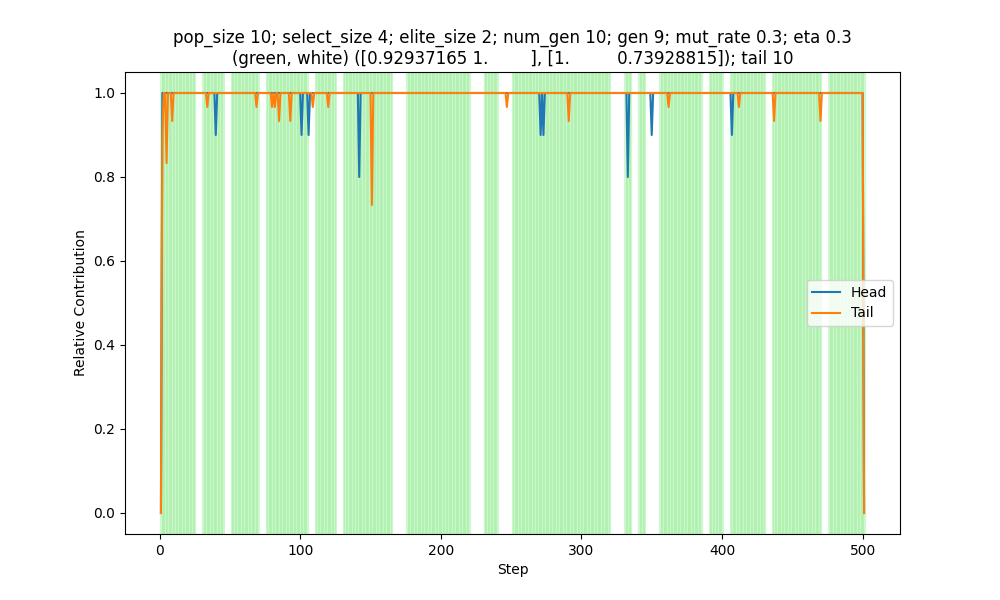 pop_size 10; select_size 4; elite_size 2; num_gen 10; gen 9; mut_rate 0.3; eta 0.3
(green, white) ([0.92937165 1.         ], [1.         0.73928815]); tail 10
1.0
0.8
0.6
0.4
0.2
0.0
Relative Contribution
Head
Tail
0 100 200 300 400 500
Step